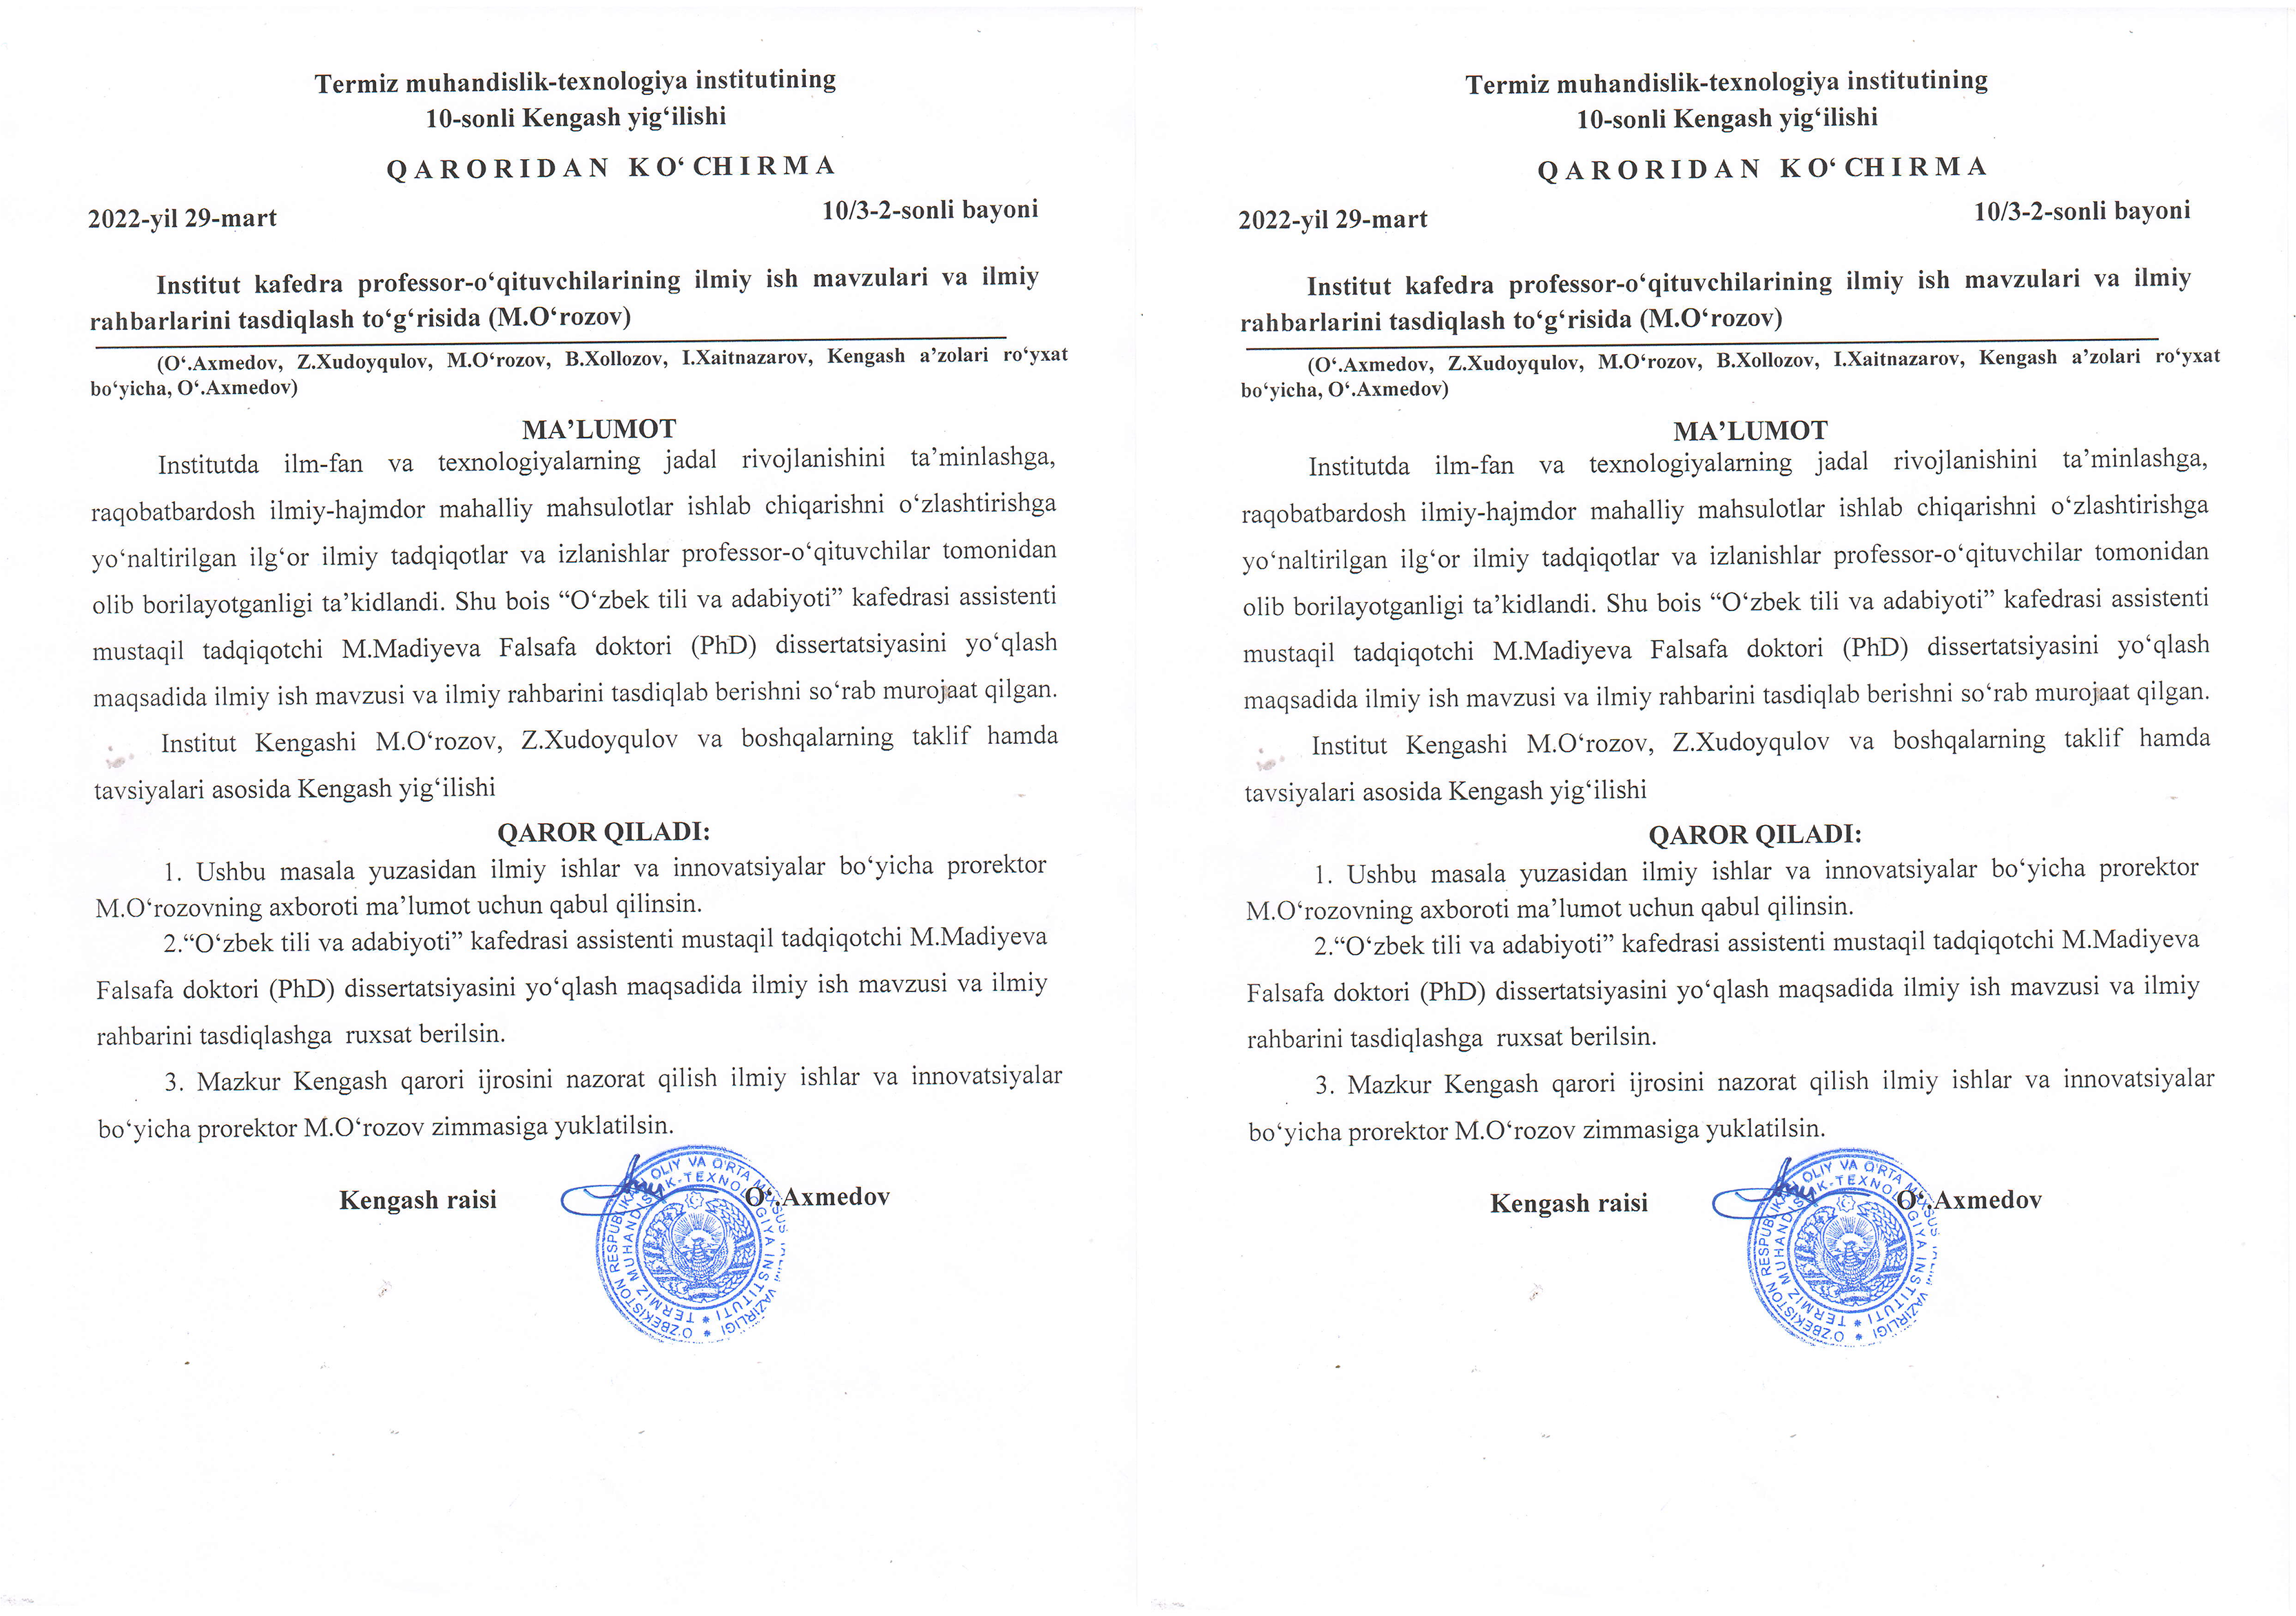 Termiz muhandislik-texnologiya institutining
10-sonli Kengash yig‘ilishi
QARORIDAN KO‘CHIRMA
2022-yil 29-mart
10/3-2-sonli bayoni
Institut kafedra professor-o‘qituvchilarining ilmiy ish mavzulari va ilmiy
rahbarlarini tasdiqlash to‘g‘risida (M.O‘rozov)
(O‘.Axmedov, Z.Xudoyqulov, M.O‘rozov, B.Xollozov, I.Xaitnazarov, Kengash a’zolari ro‘yxat
bo‘yicha, O‘.Axmedov)
MA’LUMOT
Institutda ilm-fan va texnologiyalarning jadal rivojlanishini ta’minlashga,
raqobatbardosh ilmiy-hajmdor mahalliy mahsulotlar ishlab chiqarishni o‘zlashtirishga
yo‘naltirilgan ilg‘or ilmiy tadqiqotlar va izlanishlar professor-o‘qituvchilar tomonidan
olib borilayotganligi ta’kidlandi. Shu bois “O‘zbek tili va adabiyoti” kafedrasi assistenti
mustaqil tadqiqotchi M.Madiyeva Falsafa doktori (PhD) dissertatsiyasini yo‘qlash
maqsadida ilmiy ish mavzusi va ilmiy rahbarini tasdiqlab berishni so‘rab murojaat qilgan.
Institut Kengashi M.O‘rozov, Z.Xudoyqulov va boshqalarning taklif hamda
tavsiyalari asosida Kengash yig‘ilishi
QAROR QILADI:
1. Ushbu masala yuzasidan ilmiy ishlar va innovatsiyalar bo‘yicha prorektor
M.O‘rozovning axboroti ma’lumot uchun qabul qilinsin.
2.“O‘zbek tili va adabiyoti” kafedrasi assistenti mustaqil tadqiqotchi M.Madiyeva
Falsafa doktori (PhD) dissertatsiyasini yo‘qlash maqsadida ilmiy ish mavzusi va ilmiy
rahbarini tasdiqlashga ruxsat berilsin.
3. Mazkur Kengash qarori ijrosini nazorat qilish ilmiy ishlar va innovatsiyalar
bo‘yicha prorektor M.O‘rozov zimmasiga yuklatilsin.
Kengash raisi
O‘.Axmedov
O‘ZBEKISTON RESPUBLIKASI OLIY VA O‘RTA MAXSUS VAZIRLIGI
TERMIZ MUHANDISLIK-TEXNOLOGIYA INSTITUTI
Termiz muhandislik-texnologiya institutining
10-sonli Kengash yig‘ilishi
QARORIDAN KO‘CHIRMA
2022-yil 29-mart
10/3-2-sonli bayoni
Institut kafedra professor-o‘qituvchilarining ilmiy ish mavzulari va ilmiy
rahbarlarini tasdiqlash to‘g‘risida (M.O‘rozov)
(O‘.Axmedov, Z.Xudoyqulov, M.O‘rozov, B.Xollozov, I.Xaitnazarov, Kengash a’zolari ro‘yxat
bo‘yicha, O‘.Axmedov)
MA’LUMOT
Institutda ilm-fan va texnologiyalarning jadal rivojlanishini ta’minlashga,
raqobatbardosh ilmiy-hajmdor mahalliy mahsulotlar ishlab chiqarishni o‘zlashtirishga
yo‘naltirilgan ilg‘or ilmiy tadqiqotlar va izlanishlar professor-o‘qituvchilar tomonidan
olib borilayotganligi ta’kidlandi. Shu bois “O‘zbek tili va adabiyoti” kafedrasi assistenti
mustaqil tadqiqotchi M.Madiyeva Falsafa doktori (PhD) dissertatsiyasini yo‘qlash
maqsadida ilmiy ish mavzusi va ilmiy rahbarini tasdiqlab berishni so‘rab murojaat qilgan.
Institut Kengashi M.O‘rozov, Z.Xudoyqulov va boshqalarning taklif hamda
tavsiyalari asosida Kengash yig‘ilishi
QAROR QILADI:
1. Ushbu masala yuzasidan ilmiy ishlar va innovatsiyalar bo‘yicha prorektor
M.O‘rozovning axboroti ma’lumot uchun qabul qilinsin.
2.“O‘zbek tili va adabiyoti” kafedrasi assistenti mustaqil tadqiqotchi M.Madiyeva
Falsafa doktori (PhD) dissertatsiyasini yo‘qlash maqsadida ilmiy ish mavzusi va ilmiy
rahbarini tasdiqlashga ruxsat berilsin.
3. Mazkur Kengash qarori ijrosini nazorat qilish ilmiy ishlar va innovatsiyalar
bo‘yicha prorektor M.O‘rozov zimmasiga yuklatilsin.
Kengash raisi
O‘.Axmedov
O‘ZBEKISTON RESPUBLIKASI OLIY VA O‘RTA MAXSUS VAZIRLIGI
TERMIZ MUHANDISLIK-TEXNOLOGIYA INSTITUTI